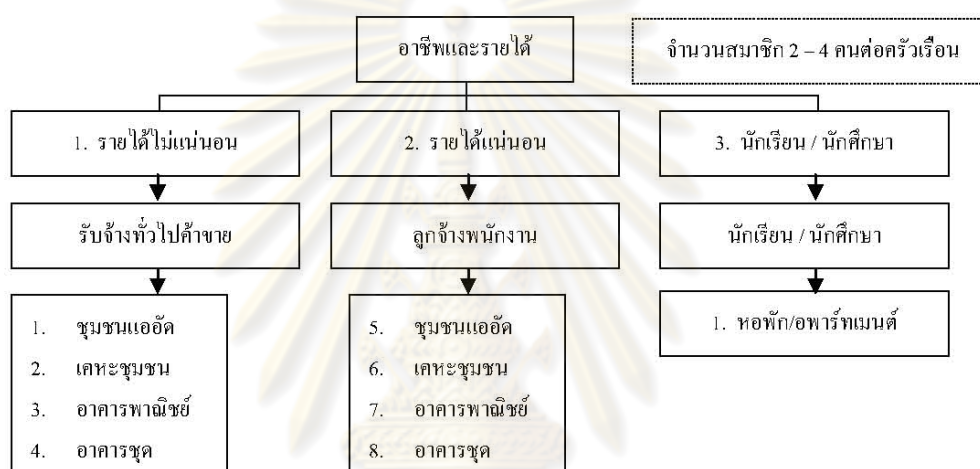 อาชีพและรายได้
จำนวนสมาชิก 2 – 4 คนต่อครัวเรือน
1. รายได้ไม่แน่นอน
2. รายได้แน่นอน
3. นักเรียน / นักศึกษา
รับจ้างทั่วไปค้าขาย
ลูกจ้างพนักงาน
นักเรียน / นักศึกษา
1. ชุมชนแออัด
2. เคหะชุมชน
3. อาคารพาณิชย์
4. อาคารชุด
5. ชุมชนแออัด
6. เคหะชุมชน
7. อาคารพาณิชย์
8. อาคารชุด
1. หอพัก/อพาร์ทเมนต์